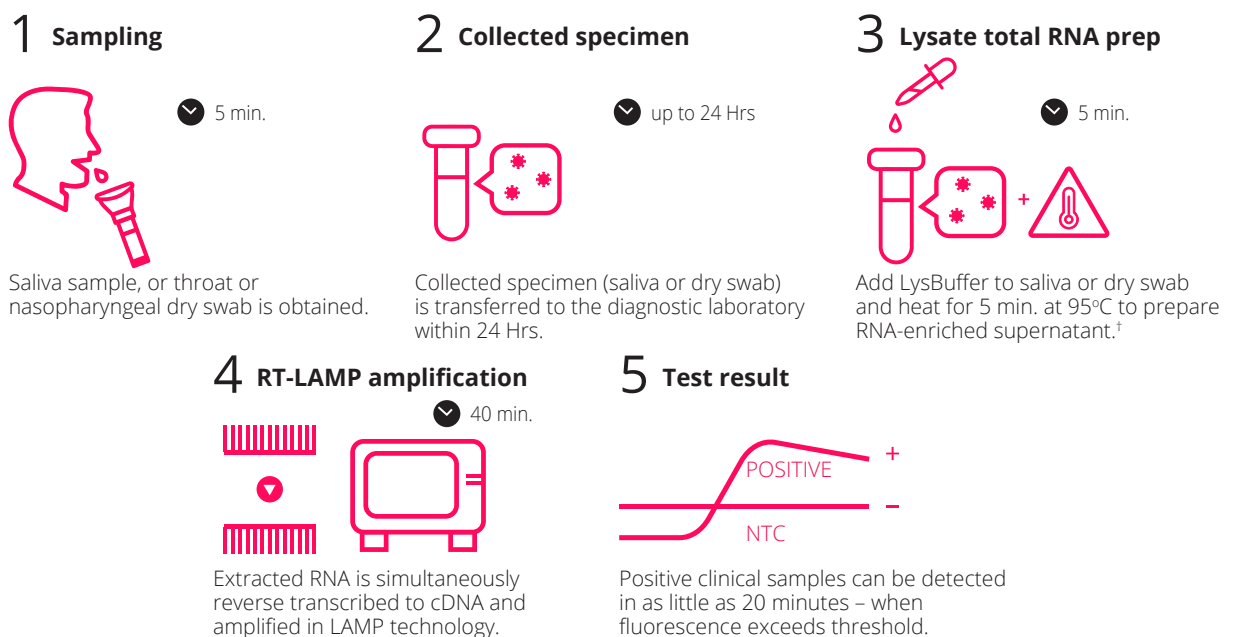 1 Sampling
5 min.
Saliva sample, or throat or
nasopharyngeal dry swab is obtained.
2 Collected specimen
up to 24 Hrs
Collected specimen (saliva or dry swab)
is transferred to the diagnostic laboratory
within 24 Hrs.
3 Lysate total RNA prep
5 min.
+
Add LysBuffer to saliva or dry swab
and heat for 5 min. at 95ºC to prepare
RNA-enriched supernatant.†
4 RT-LAMP amplification
40 min.
Extracted RNA is simultaneously
reverse transcribed to cDNA and
amplified in LAMP technology.
5 Test result
POSITIVE +
−
NTC
Positive clinical samples can be detected
in as little as 20 minutes – when
fluorescence exceeds threshold.